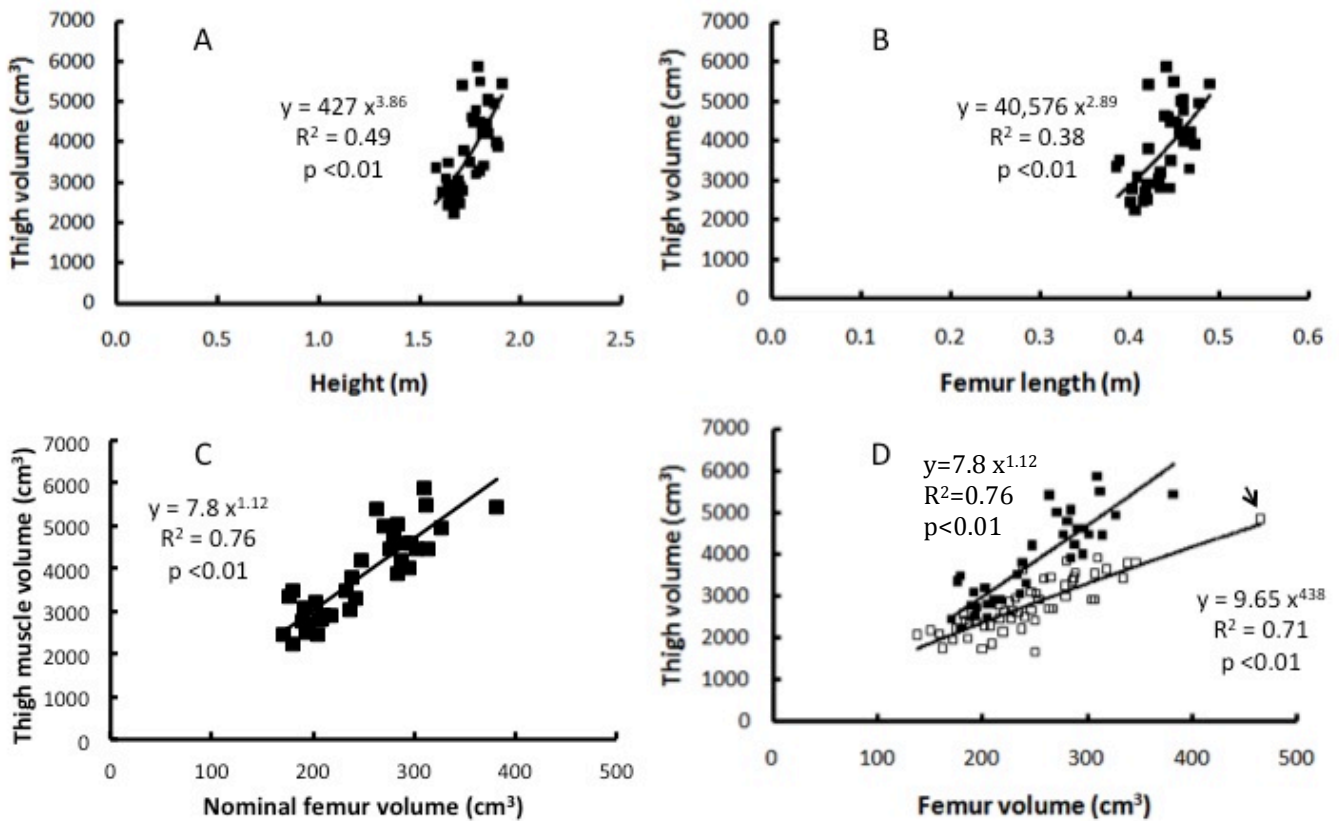 A
Thigh volume (cm³)
7000
6000
5000
4000
3000
2000
1000
0
y = 427 x^3.86
R² = 0.49
p <0.01
0.0 0.5 1.0 1.5 2.0 2.5
Height (m)
B
Thigh volume (cm³)
7000
6000
5000
4000
3000
2000
1000
0
y = 40,576 x^2.89
R² = 0.38
p <0.01
0.0 0.1 0.2 0.3 0.4 0.5 0.6
Femur length (m)
C
Thigh muscle volume (cm³)
7000
6000
5000
4000
3000
2000
1000
0
y = 7.8 x^1.12
R² = 0.76
p <0.01
0 100 200 300 400 500
Nominal femur volume (cm³)
D
Thigh volume (cm³)
7000
6000
5000
4000
3000
2000
1000
0
y=7.8 x^1.12
R²=0.76
p<0.01
y = 9.65 x^438
R² = 0.71
p <0.01
0 100 200 300 400 500
Femur volume (cm³)